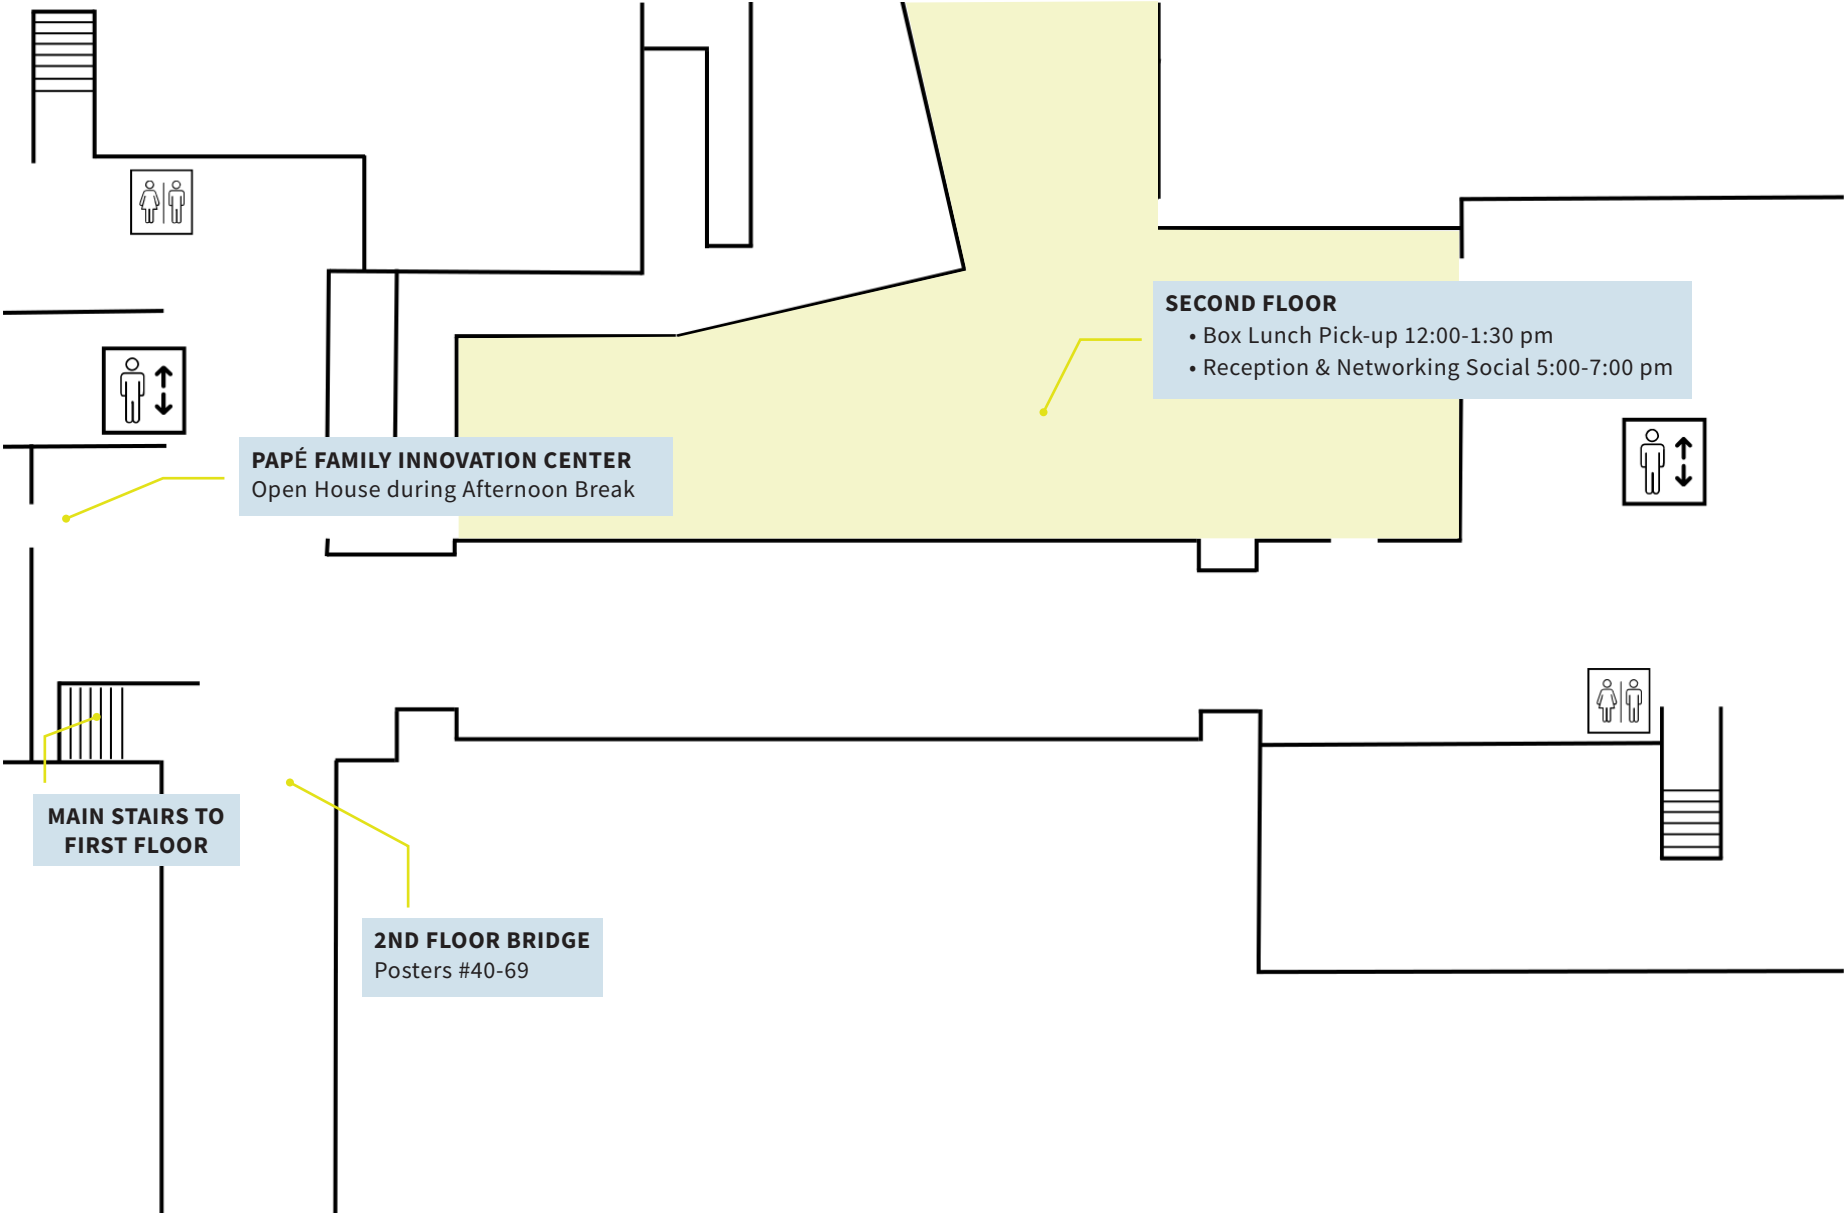 SECOND FLOOR
• Box Lunch Pick-up 12:00-1:30 pm
• Reception & Networking Social 5:00-7:00 pm
PAPÉ FAMILY INNOVATION CENTER
Open House during Afternoon Break
MAIN STAIRS TO
FIRST FLOOR
2ND FLOOR BRIDGE
Posters #40-69